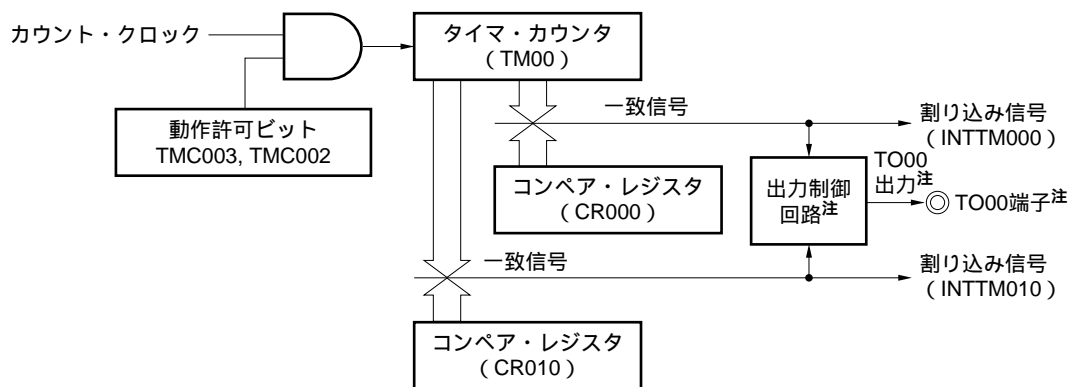 カウント・クロック
タイマ・カウンタ
（TM00）
動作許可ビット
TMC003, TMC002
一致信号
割り込み信号
（INTTM000）
コンペア・レジスタ
（CR000）
出力制御
回路注
TO00
出力注
TO00端子注
一致信号
割り込み信号
（INTTM010）
コンペア・レジスタ
（CR010）